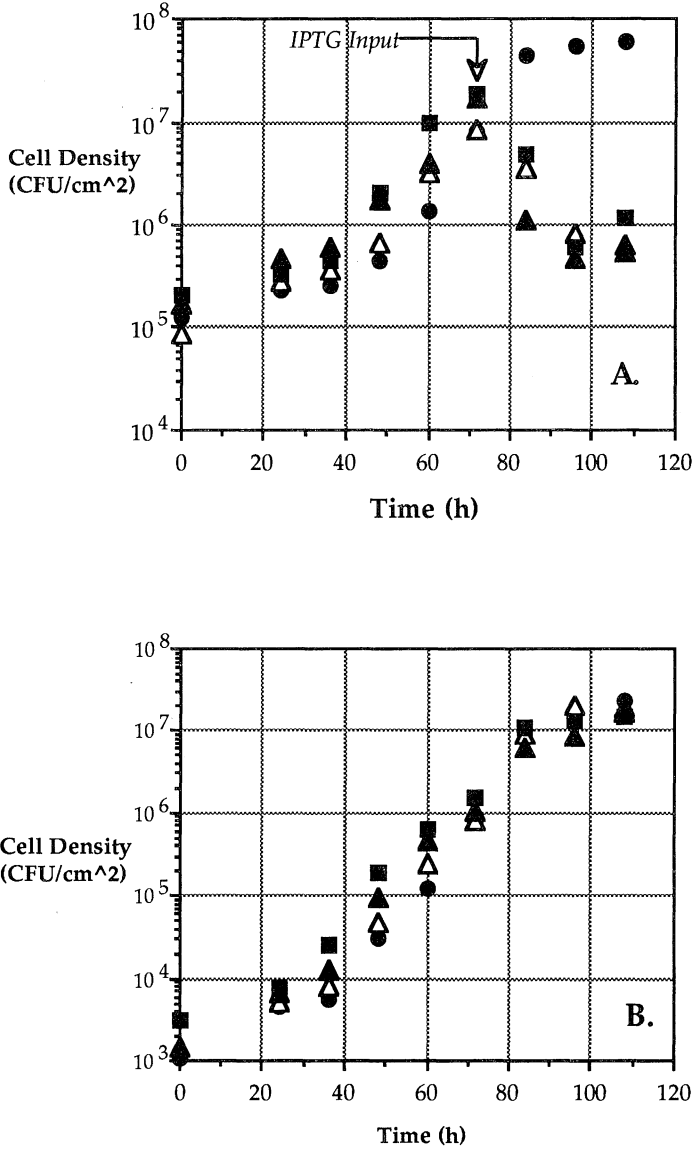 10^8
IPTG Input
10^7
Cell Density
(CFU/cm^2)
10^6
10^5
A.
10^4
0 20 40 60 80 100 120
Time (h)
10^8
10^7
10^6
Cell Density
(CFU/cm^2)
10^5
10^4
B.
10^3
0 20 40 60 80 100 120
Time (h)